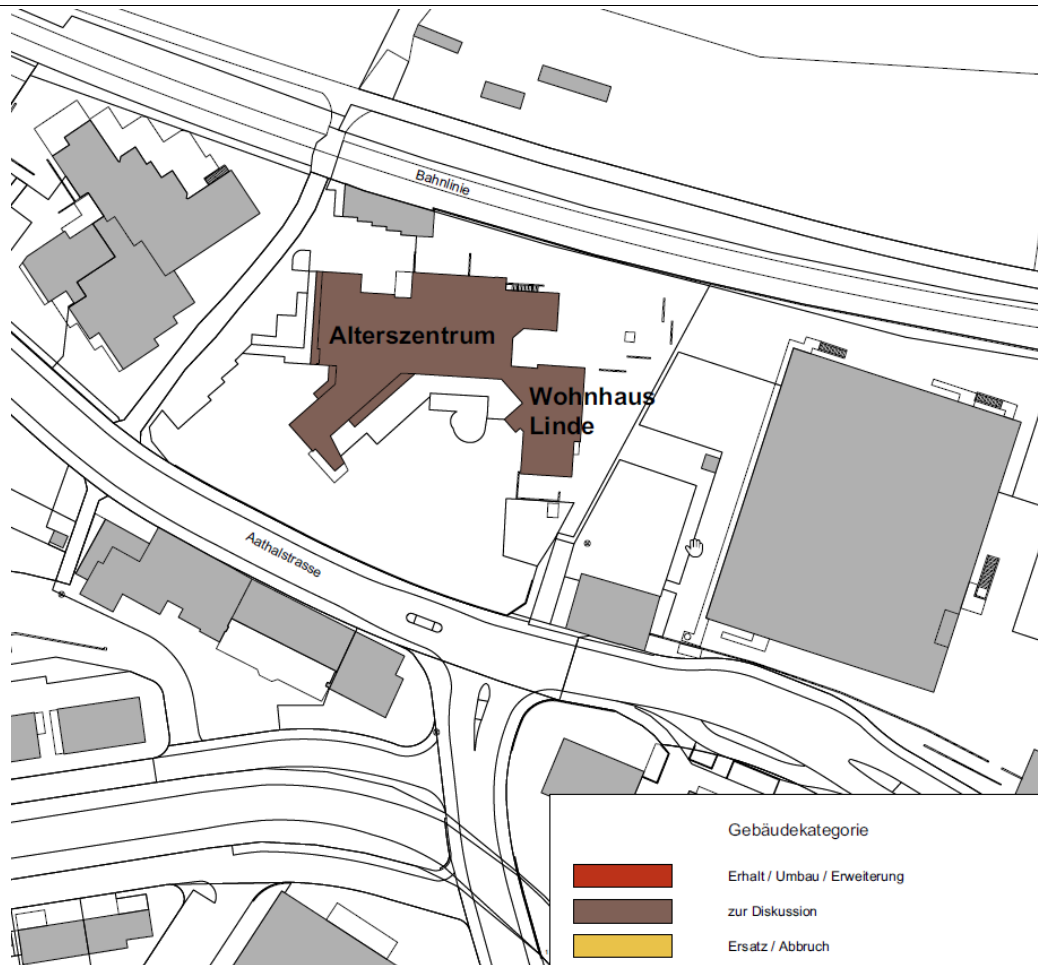 Bahnlinie
Alterszentrum
Wohnhaus
Linde
Aathalstrasse
Gebäudekategorie
Erhalt / Umbau / Erweiterung
zur Diskussion
Ersatz / Abbruch